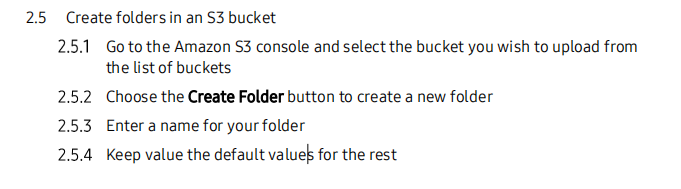 2.5 Create folders in an S3 bucket
2.5.1 Go to the Amazon S3 console and select the bucket you wish to upload from
the list of buckets
2.5.2 Choose the Create Folder button to create a new folder
2.5.3 Enter a name for your folder
2.5.4 Keep value the default values for the rest